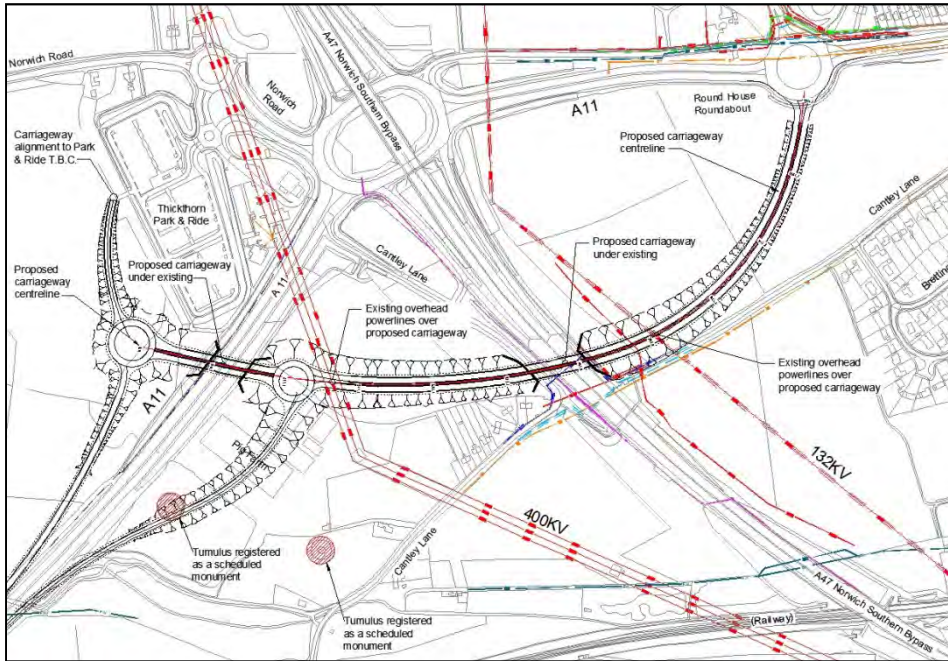 Norwich Road
A47 Norwich Southern Bypass
Norwich
Road
A11
Round House
Roundabout
Carriageway
alignment to Park
& Ride T.B.C.
Proposed carriageway
centreline
Cantley Lane
Thickthorn
Park & Ride
Cantley Lane
Proposed
carriageway
centreline
Proposed carriageway
under existing
A11
Proposed carriageway
under existing
Existing overhead
powerlines over
proposed carriageway
Existing overhead
powerlines over
proposed carriageway
A11
132KV
400KV
Tumulus registered
as a scheduled
monument
Cantley Lane
Tumulus registered
as a scheduled
monument
(Railway)
A47 Norwich Southern
Bypass